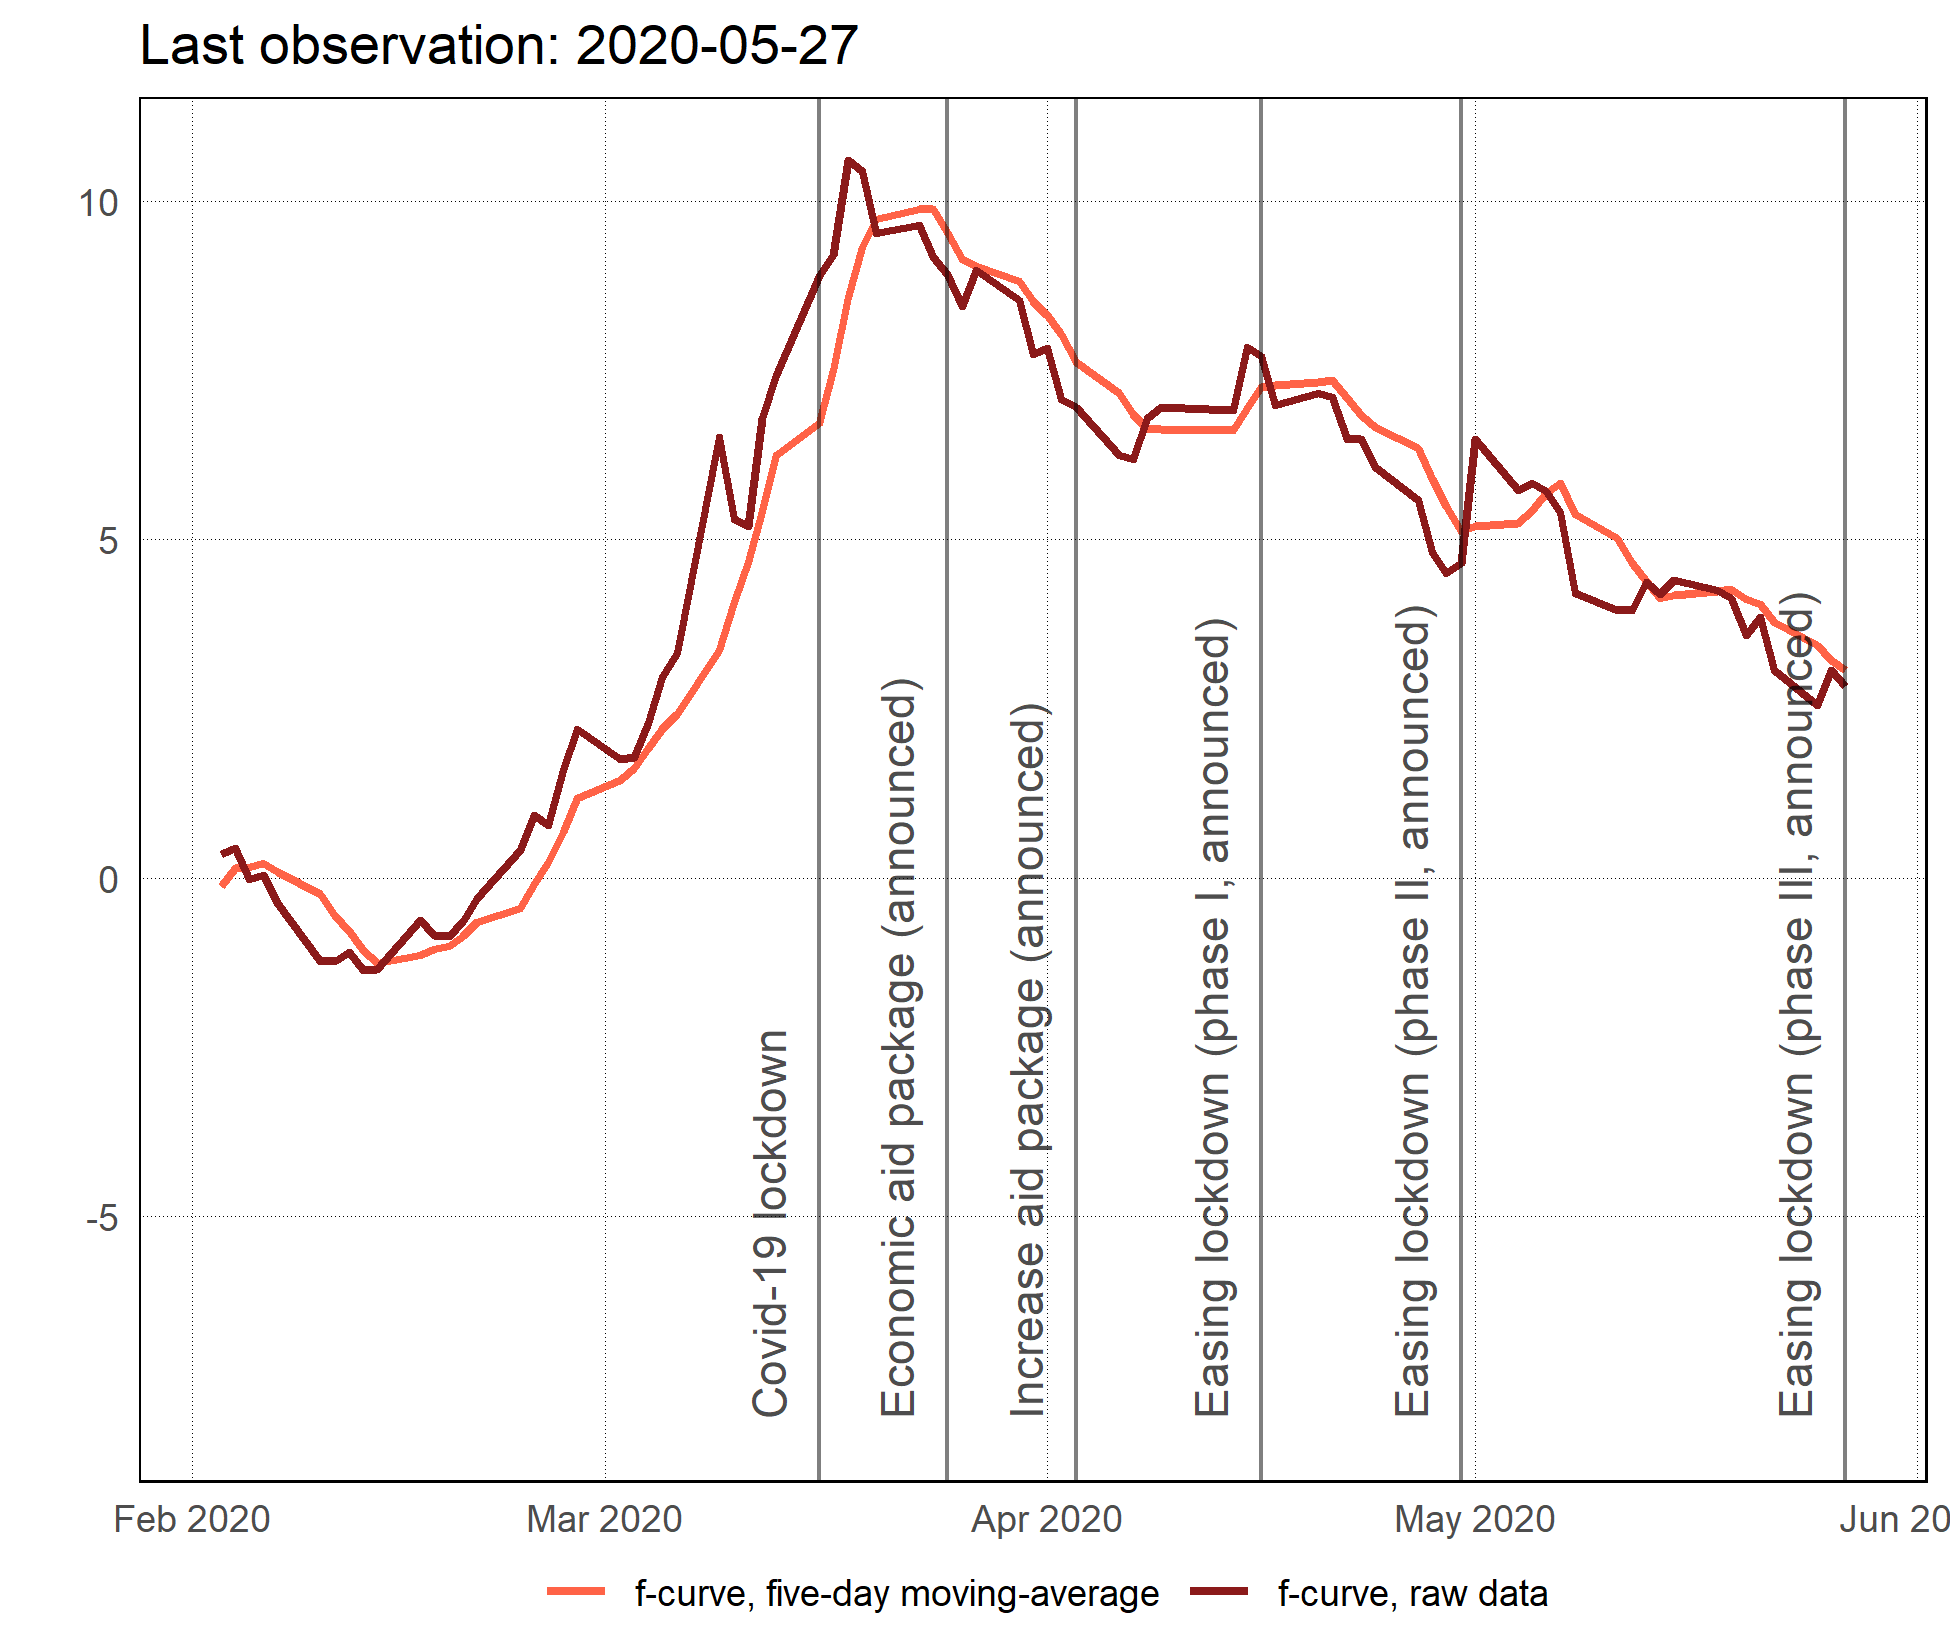 Last observation: 2020-05-27
10
5
0
-5
Covid-19 lockdown
Economic aid package (announced)
Increase aid package (announced)
Easing lockdown (phase I, announced)
Easing lockdown (phase II, announced)
Easing lockdown (phase III, announced)
Feb 2020 Mar 2020 Apr 2020 May 2020 Jun 20
f-curve, five-day moving-average f-curve, raw data